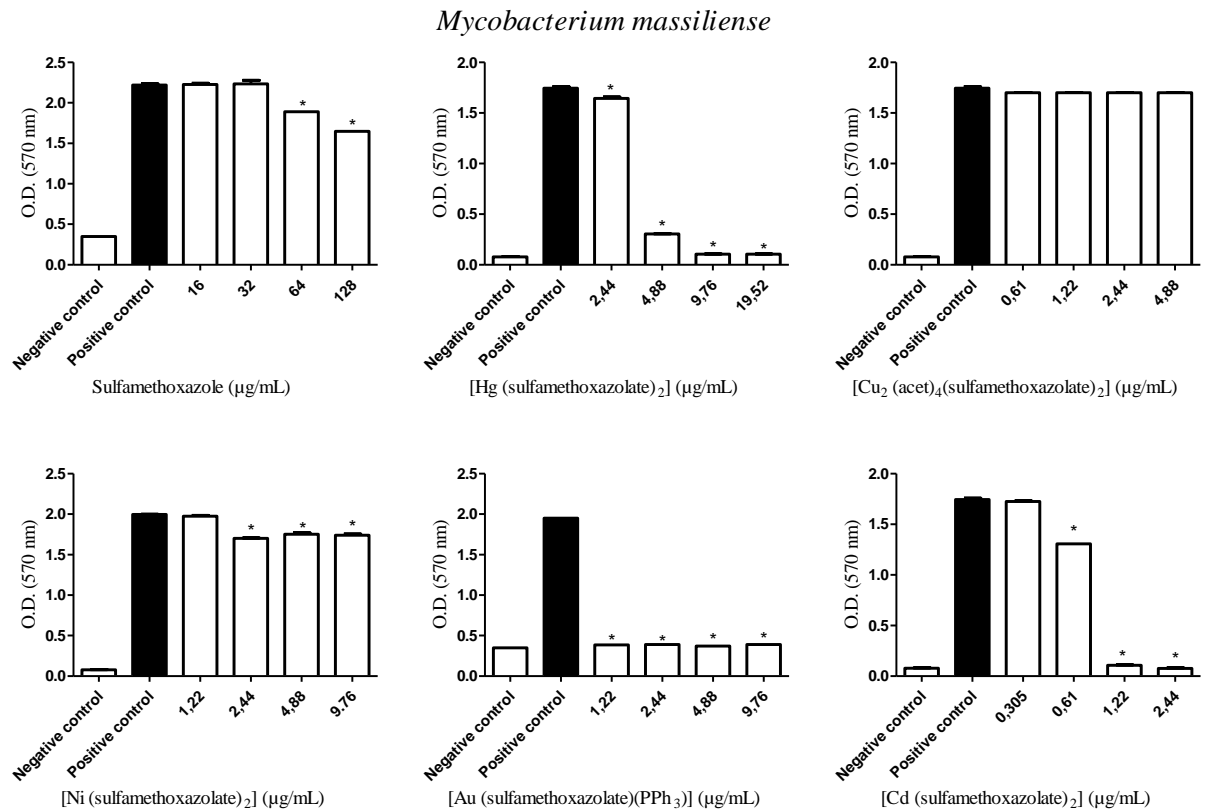 Mycobacterium massiliense
O.D. (570 nm)
2.5
2.0
1.5
1.0
0.5
0.0
Negative control
Positive control
16
32
64
*
128
*
Sulfamethoxazole (µg/mL)
O.D. (570 nm)
2.0
1.5
1.0
0.5
0.0
Negative control
Positive control
2,44
*
4,88
*
9,76
*
19,52
*
[Hg (sulfamethoxazolate)2] (µg/mL)
O.D. (570 nm)
2.0
1.5
1.0
0.5
0.0
Negative control
Positive control
0,61
1,22
2,44
4,88
[Cu2 (acet)4(sulfamethoxazolate)2] (µg/mL)
O.D. (570 nm)
2.5
2.0
1.5
1.0
0.5
0.0
Negative control
Positive control
1,22
2,44
*
4,88
*
9.76
*
[Ni (sulfamethoxazolate)2] (µg/mL)
O.D. (570 nm)
2.5
2.0
1.5
1.0
0.5
0.0
Negative control
Positive control
1,22
*
2,44
*
4,88
*
9,76
*
[Au (sulfamethoxazolate)(PPh3)] (µg/mL)
O.D. (570 nm)
2.0
1.5
1.0
0.5
0.0
Negative control
Positive control
0,305
0,61
*
1,22
*
2,44
*
[Cd (sulfamethoxazolate)2] (µg/mL)